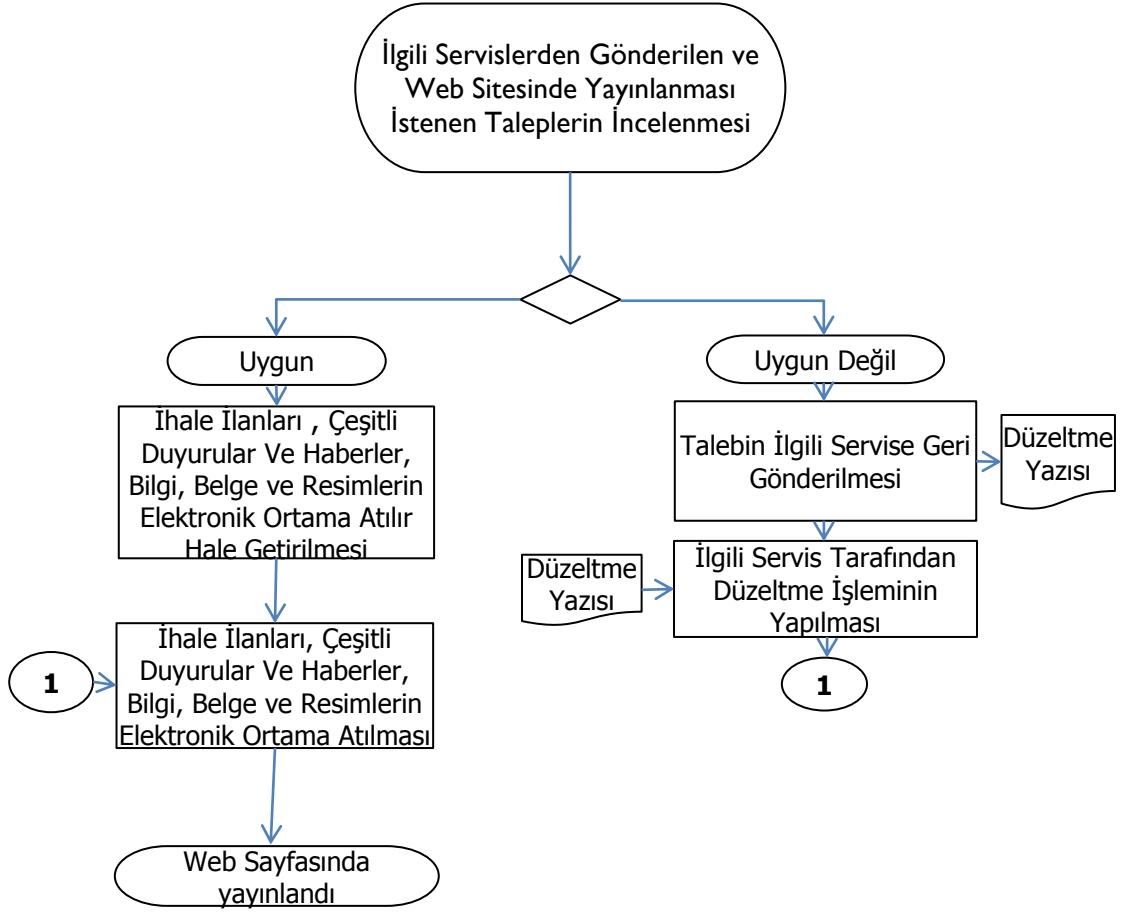 İlgili Servislerden Gönderilen ve
Web Sitesinde Yayınlanması
İstenen Taleplerin İncelenmesi
Uygun
İhale İlanları , Çeşitli
Duyurular Ve Haberler,
Bilgi, Belge ve Resimlerin
Elektronik Ortama Atılır
Hale Getirilmesi
1
İhale İlanları, Çeşitli
Duyurular Ve Haberler,
Bilgi, Belge ve Resimlerin
Elektronik Ortama Atılması
Web Sayfasında
yayınlandı
Uygun Değil
Talebin İlgili Servise Geri
Gönderilmesi
Düzeltme
Yazısı
Düzeltme
Yazısı
İlgili Servis Tarafından
Düzeltme İşleminin
Yapılması
1